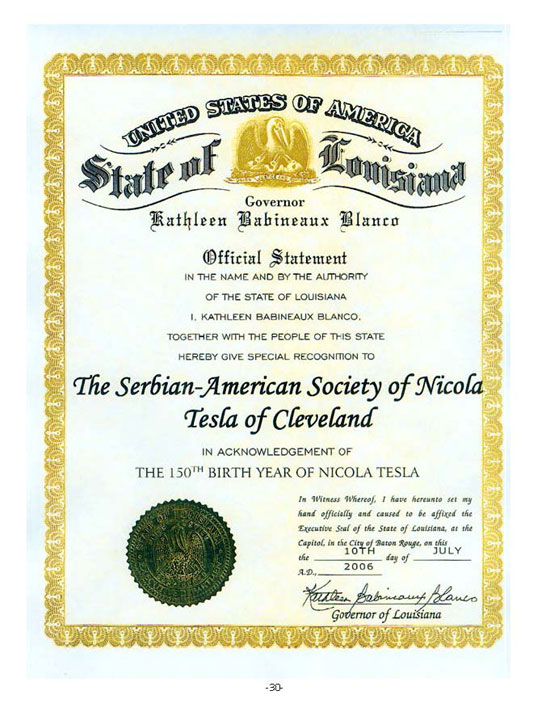 UNITED STATES OF AMERICA
State of Louisiana
Governor
Kathleen Babineaux Blanco
Official Statement
IN THE NAME AND BY THE AUTHORITY
OF THE STATE OF LOUISIANA
I, KATHLEEN BABINEAUX BLANCO,
TOGETHER WITH THE PEOPLE OF THIS STATE
HEREBY GIVE SPECIAL RECOGNITION TO
The Serbian-American Society of Nicola
Tesla of Cleveland
IN ACKNOWLEDGEMENT OF
THE 150TH BIRTH YEAR OF NICOLA TESLA
In Witness Whereof, I have hereunto set my
hand officially and caused to be affixed the
Executive Seal of the State of Louisiana, at the
Capitol, in the City of Baton Rouge, on this
the 10TH day of JULY
A.D., 2006
Kathleen Babineaux Blanco
Governor of Louisiana
-30-